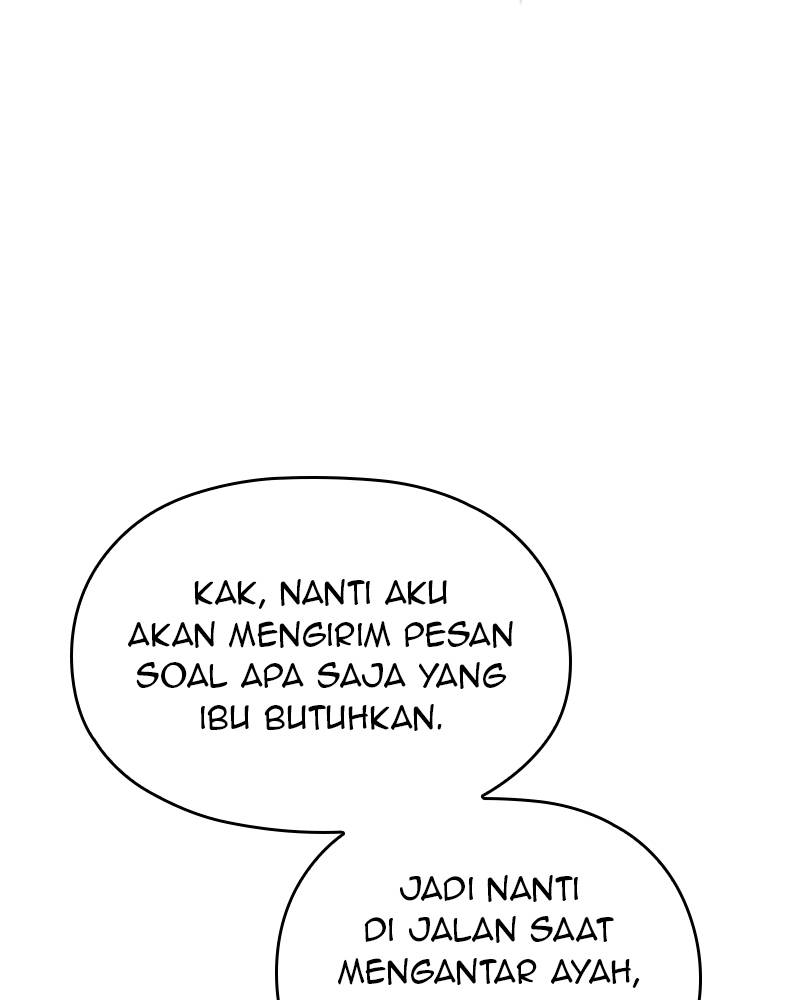 KAK, NANTI AKU
AKAN MENGIRIM PESAN
SOAL APA SAJA YANG
IBU BUTUHKAN.
JADI NANTI
DI JALAN SAAT
MENGANTAR AYAH,